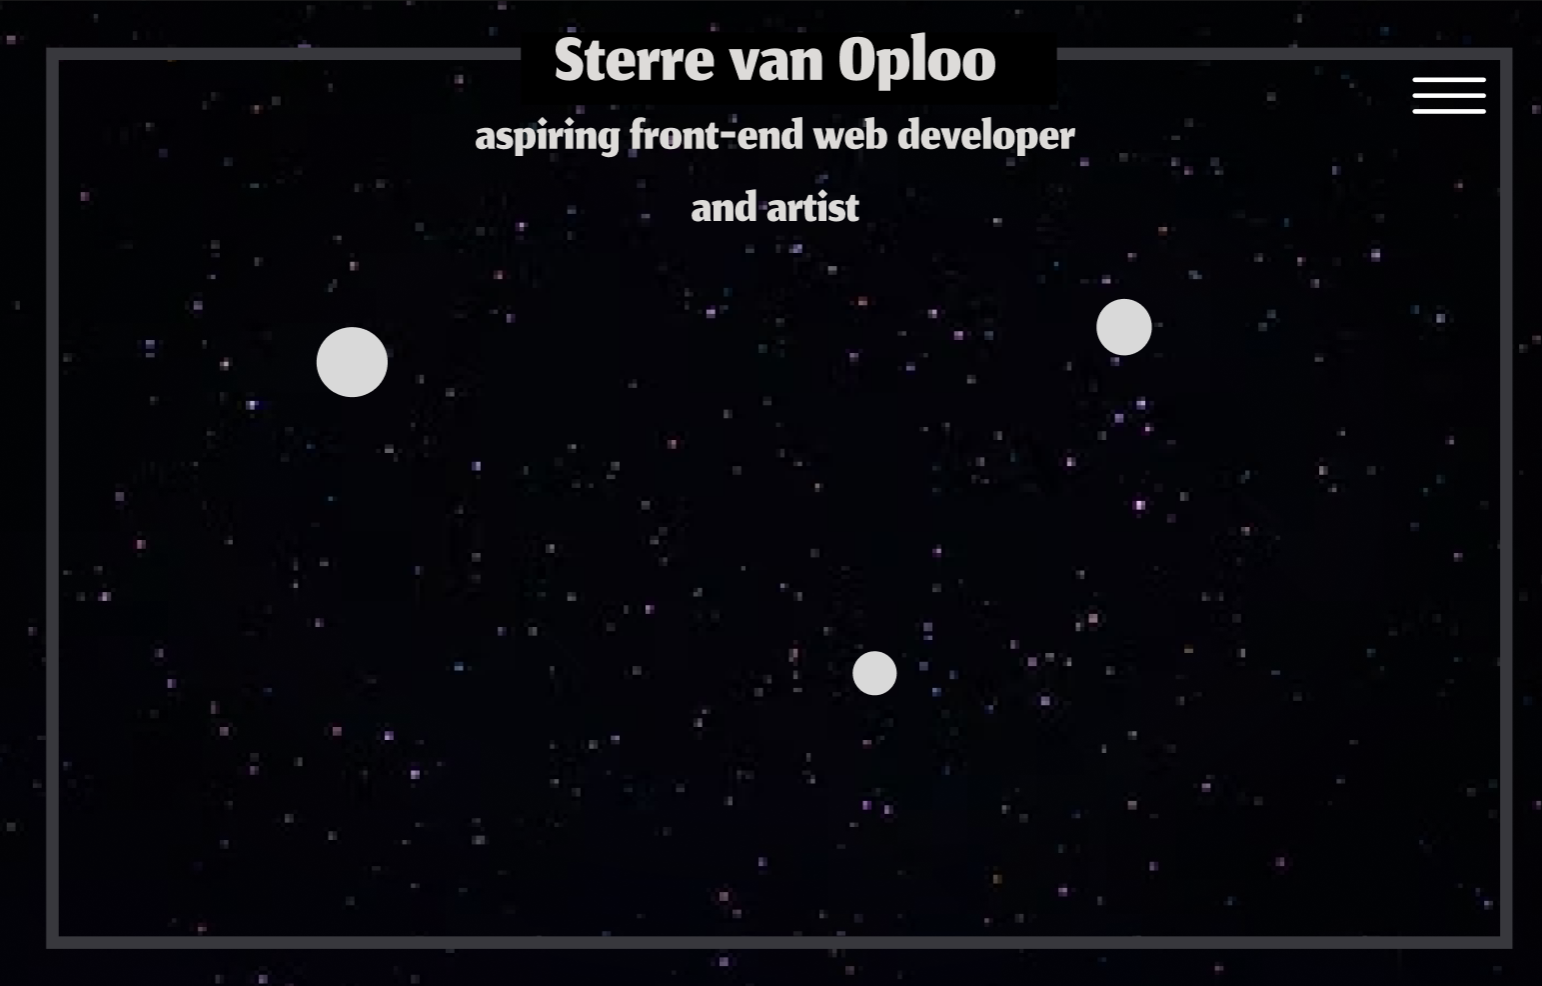 Sterre van Oploo
aspiring front-end web developer
and artist